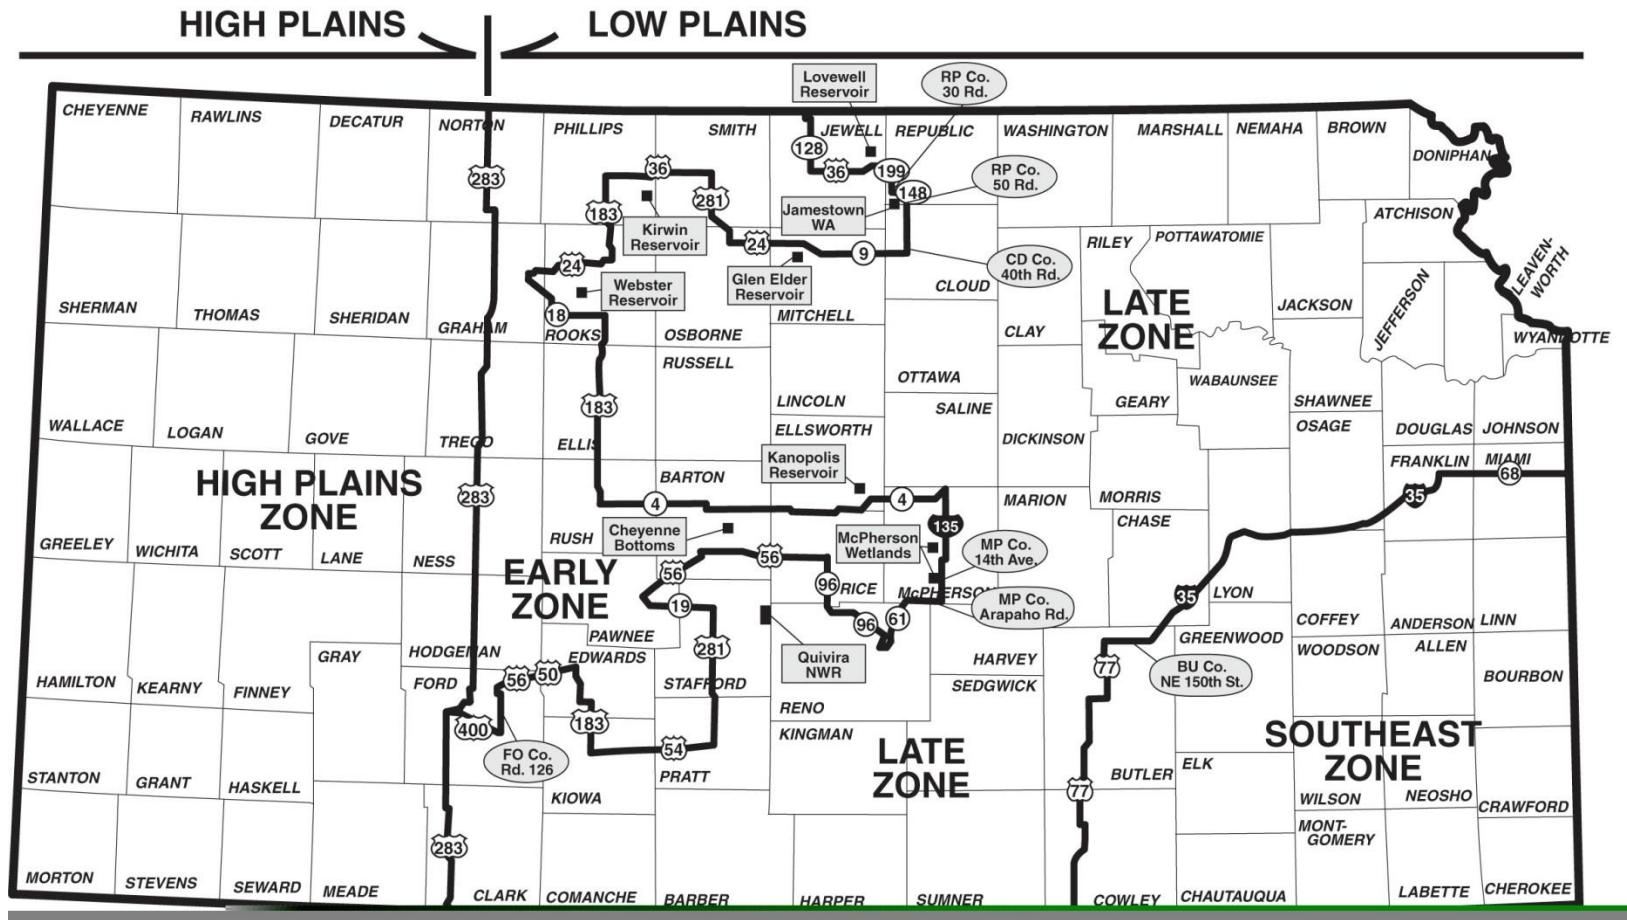 HIGH PLAINS
LOW PLAINS
Lovewell
Reservoir
RP Co.
30 Rd.
CHEYENNE
RAWLINS
DECATUR
NORTON
PHILLIPS
SMITH
JEWELL
REPUBLIC
WASHINGTON
MARSHALL
NEMAHA
BROWN
DONIPHAN
128
36
36
199
283
148
RP Co.
50 Rd.
281
183
Jamestown
WA
Kirwin
Reservoir
ATCHISON
RILEY
POTTAWATOMIE
24
9
24
CD Co.
40th Rd.
LEAVEN-
WORTH
Webster
Reservoir
Glen Elder
Reservoir
CLOUD
LATE
ZONE
JACKSON
JEFFERSON
SHERMAN
THOMAS
SHERIDAN
GRAHAM
18
ROOKS
OSBORNE
MITCHELL
CLAY
WYANDOTTE
RUSSELL
OTTAWA
WABAUNSEE
183
LINCOLN
SALINE
GEARY
SHAWNEE
WALLACE
LOGAN
GOVE
TREGO
ELLIS
ELLSWORTH
DICKINSON
OSAGE
DOUGLAS
JOHNSON
Kanopolis
Reservoir
FRANKLIN
MIAMI
68
HIGH PLAINS
ZONE
283
BARTON
4
4
MARION
MORRIS
35
CHASE
135
Cheyenne
Bottoms
McPherson
Wetlands
MP Co.
14th Ave.
GREELEY
WICHITA
SCOTT
LANE
NESS
RUSH
EARLY
ZONE
56
56
96
RICE
McPHERSON
35
LYON
19
96
61
MP Co.
Arapaho Rd.
COFFEY
ANDERSON
LINN
PAWNEE
281
GREENWOOD
WOODSON
ALLEN
GRAY
HODGEMAN
EDWARDS
Quivira
NWR
HARVEY
77
BU Co.
NE 150th St.
BOURBON
HAMILTON
KEARNY
FINNEY
FORD
56
50
STAFFORD
SEDGWICK
RENO
400
183
54
KINGMAN
LATE
ZONE
SOUTHEAST
ZONE
FO Co.
Rd. 126
STANTON
GRANT
HASKELL
PRATT
BUTLER
ELK
77
KIOWA
WILSON
NEOSHO
CRAWFORD
MONT-
GOMERY
283
MORTON
STEVENS
SEWARD
MEADE
CLARK
COMANCHE
BARBER
HARPER
SUMNER
COWLEY
CHAUTAUQUA
LABETTE
CHEROKEE